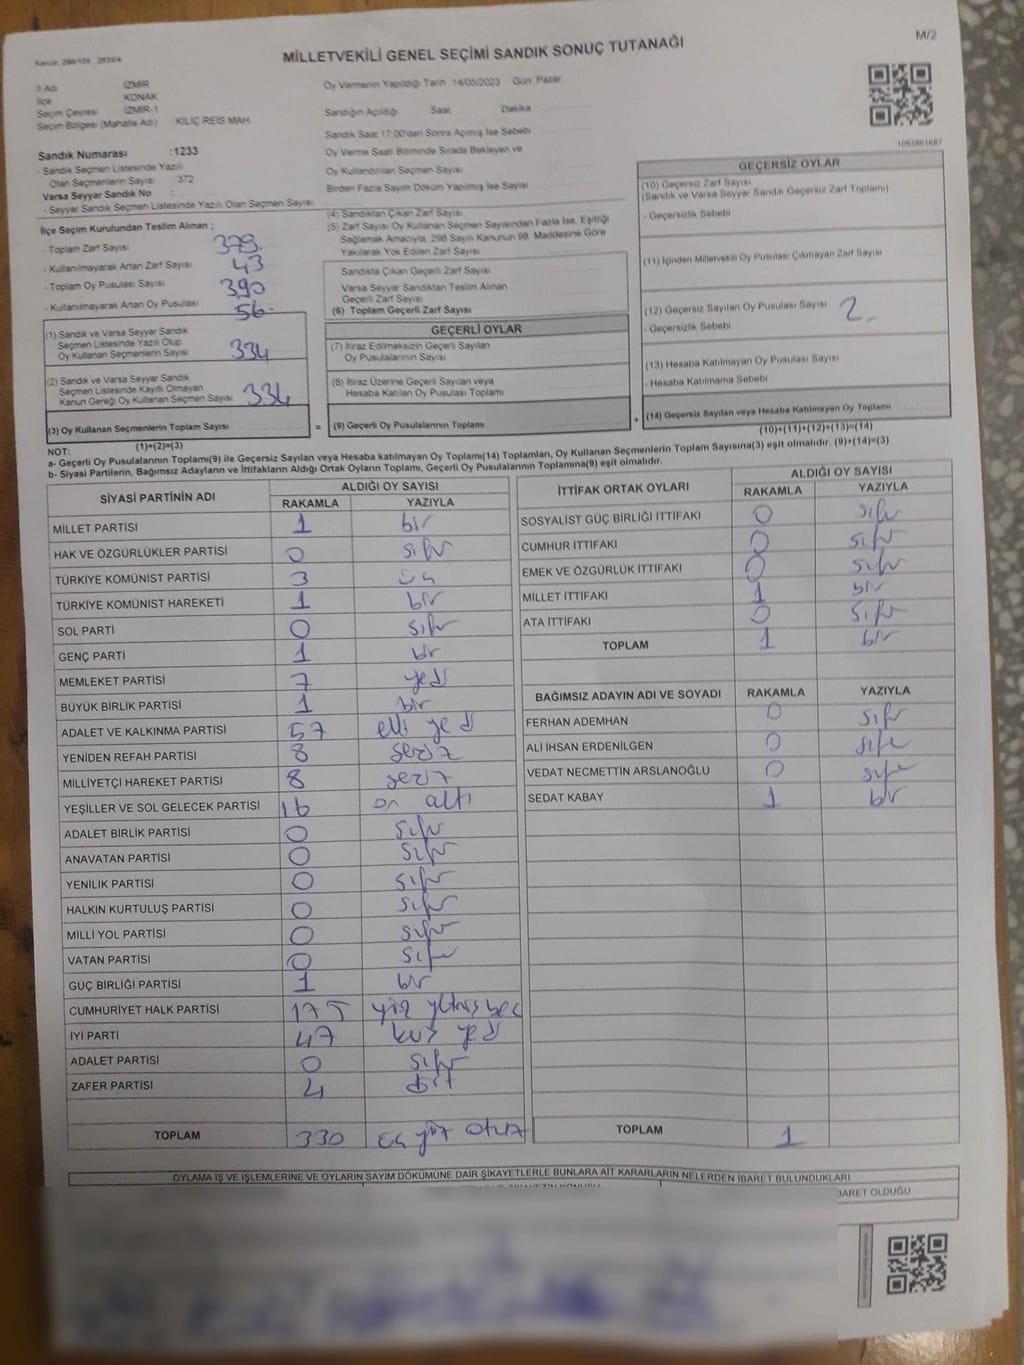 M/2
MİLLETVEKİLİ GENEL SEÇİMİ SANDIK SONUÇ TUTANAĞI
İl Adı İZMİR
İlçe KONAK
Seçim Çevresi İZMİR-1
Seçim Bölgesi (Mahalle Adı) KILIÇ REİS MAH.
Sandık Numarası :1233
- Sandık Seçmen Listesinde Yazılı
Olan Seçmenlerin Sayısı 372
Varsa Seyyar Sandık No :
- Seyyar Sandık Seçmen Listesinde Yazılı Olan Seçmen Sayısı:
Oy Vermenin Yapıldığı Tarih 14/05/2023 Gün: Pazar
Sandığın Açıldığı Saat Dakika
Sandık Saat 17:00'den Sonra Açılmış İse Sebebi
Oy Verme Saati Bitiminde Sırada Bekleyen ve
Oy Kullandırılan Seçmen Sayısı
Birden Fazla Sayım Döküm Yapılmış İse Sayısı
1093861687
İlçe Seçim Kurulundan Teslim Alınan ;
- Toplam Zarf Sayısı 379.
- Kullanılmayarak Artan Zarf Sayısı 43
- Toplam Oy Pusulası Sayısı 390
- Kullanılmayarak Artan Oy Pusulası 56-
(1) Sandık ve Varsa Seyyar Sandık
Seçmen Listesinde Yazılı Olup
Oy Kullanan Seçmenlerin Sayısı 334
(2) Sandık ve Varsa Seyyar Sandık
Seçmen Listesinde Kayıtlı Olmayan
Kanun Gereği Oy Kullanan Seçmen Sayısı 334
(3) Oy Kullanan Seçmenlerin Toplam Sayısı =
(1)+(2)=(3)
(4) Sandıktan Çıkan Zarf Sayısı
(5) Zarf Sayısı Oy Kullanan Seçmen Sayısından Fazla İse, Eşitliği
Sağlamak Amacıyla, 298 Sayılı Kanunun 98. Maddesine Göre
Yakılarak Yok Edilen Zarf Sayısı
Sandıkta Çıkan Geçerli Zarf Sayısı
Varsa Seyyar Sandıktan Teslim Alınan
Geçerli Zarf Sayısı
(6) Toplam Geçerli Zarf Sayısı
GEÇERLİ OYLAR
(7) İtiraz Edilmeksizin Geçerli Sayılan
Oy Pusulalarının Sayısı
(8) İtiraz Üzerine Geçerli Sayılan veya
Hesaba Katılan Oy Pusulası Toplamı
(9) Geçerli Oy Pusulalarının Toplamı +
GEÇERSİZ OYLAR
(10) Geçersiz Zarf Sayısı
(Sandık ve Varsa Seyyar Sandık Geçersiz Zarf Toplamı)
- Geçersizlik Sebebi
(11) İçinden Milletvekili Oy Pusulası Çıkmayan Zarf Sayısı
(12) Geçersiz Sayılan Oy Pusulası Sayısı 2.
- Geçersizlik Sebebi
(13) Hesaba Katılmayan Oy Pusulası Sayısı
- Hesaba Katılmama Sebebi
(14) Geçersiz Sayılan veya Hesaba Katılmayan Oy Toplamı
(10)+(11)+(12)+(13)=(14)
NOT:
a- Geçerli Oy Pusulalarının Toplamı(9) ile Geçersiz Sayılan veya Hesaba katılmayan Oy Toplamı(14) Toplamları, Oy Kullanan Seçmenlerin Toplam Sayısına(3) eşit olmalıdır. (9)+(14)=(3)
b- Siyasi Partilerin, Bağımsız Adayların ve İttifakların Aldığı Ortak Oyların Toplamı, Geçerli Oy Pusulalarının Toplamına(9) eşit olmalıdır.
SİYASİ PARTİNİN ADI ALDIĞI OY SAYISI
RAKAMLA YAZIYLA
MİLLET PARTİSİ 1 bir
HAK VE ÖZGÜRLÜKLER PARTİSİ 0 sıfır
TÜRKİYE KOMÜNİST PARTİSİ 3 üç
TÜRKİYE KOMÜNİST HAREKETİ 1 bir
SOL PARTİ 0 sıfır
GENÇ PARTİ 1 bir
MEMLEKET PARTİSİ 7 yedi
BÜYÜK BİRLİK PARTİSİ 1 bir
ADALET VE KALKINMA PARTİSİ 57 elli yedi
YENİDEN REFAH PARTİSİ 8 sekiz
MİLLİYETÇİ HAREKET PARTİSİ 8 sekiz
YEŞİLLER VE SOL GELECEK PARTİSİ 16 on altı
ADALET BİRLİK PARTİSİ 0 sıfır
ANAVATAN PARTİSİ 0 sıfır
YENİLİK PARTİSİ 0 sıfır
HALKIN KURTULUŞ PARTİSİ 0 sıfır
MİLLİ YOL PARTİSİ 0 sıfır
VATAN PARTİSİ 0 sıfır
GÜÇ BİRLİĞİ PARTİSİ 1 bir
CUMHURİYET HALK PARTİSİ 175 yüz yetmiş beş
İYİ PARTİ 47 kırk yedi
ADALET PARTİSİ 0 sıfır
ZAFER PARTİSİ 4 dört
TOPLAM 330 üç yüz otuz
İTTİFAK ORTAK OYLARI ALDIĞI OY SAYISI
RAKAMLA YAZIYLA
SOSYALİST GÜÇ BİRLİĞİ İTTİFAKI 0 sıfır
CUMHUR İTTİFAKI 0 sıfır
EMEK VE ÖZGÜRLÜK İTTİFAKI 0 sıfır
MİLLET İTTİFAKI 1 bir
ATA İTTİFAKI 0 sıfır
TOPLAM 1 bir
BAĞIMSIZ ADAYIN ADI VE SOYADI RAKAMLA YAZIYLA
FERHAN ADEMHAN 0 sıfır
ALİ İHSAN ERDENİLGEN 0 sıfır
VEDAT NECMETTİN ARSLANOĞLU 0 sıfır
SEDAT KABAY 1 bir
TOPLAM 1
OYLAMA İŞ VE İŞLEMLERİNE VE OYLARIN SAYIM DÖKÜMÜNE DAİR ŞİKAYETLERLE BUNLARA AİT KARARLARIN NELERDEN İBARET BULUNDUKLARI
BARET OLDUĞU